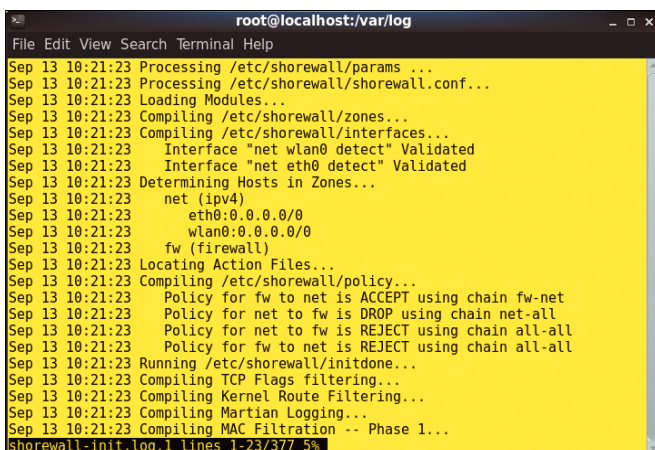 root@localhost:/var/log
File Edit View Search Terminal Help
Sep 13 10:21:23 Processing /etc/shorewall/params ...
Sep 13 10:21:23 Processing /etc/shorewall/shorewall.conf...
Sep 13 10:21:23 Loading Modules...
Sep 13 10:21:23 Compiling /etc/shorewall/zones...
Sep 13 10:21:23 Compiling /etc/shorewall/interfaces...
Sep 13 10:21:23    Interface "net wlan0 detect" Validated
Sep 13 10:21:23    Interface "net eth0 detect" Validated
Sep 13 10:21:23 Determining Hosts in Zones...
Sep 13 10:21:23    net (ipv4)
Sep 13 10:21:23       eth0:0.0.0.0/0
Sep 13 10:21:23       wlan0:0.0.0.0/0
Sep 13 10:21:23    fw (firewall)
Sep 13 10:21:23 Locating Action Files...
Sep 13 10:21:23 Compiling /etc/shorewall/policy...
Sep 13 10:21:23    Policy for fw to net is ACCEPT using chain fw-net
Sep 13 10:21:23    Policy for net to fw is DROP using chain net-all
Sep 13 10:21:23    Policy for net to fw is REJECT using chain all-all
Sep 13 10:21:23    Policy for fw to net is REJECT using chain all-all
Sep 13 10:21:23 Running /etc/shorewall/initdone...
Sep 13 10:21:23 Compiling TCP Flags filtering...
Sep 13 10:21:23 Compiling Kernel Route Filtering...
Sep 13 10:21:23 Compiling Martian Logging...
Sep 13 10:21:23 Compiling MAC Filtration -- Phase 1...
shorewall-init.log.1 lines 1-23/377 5%